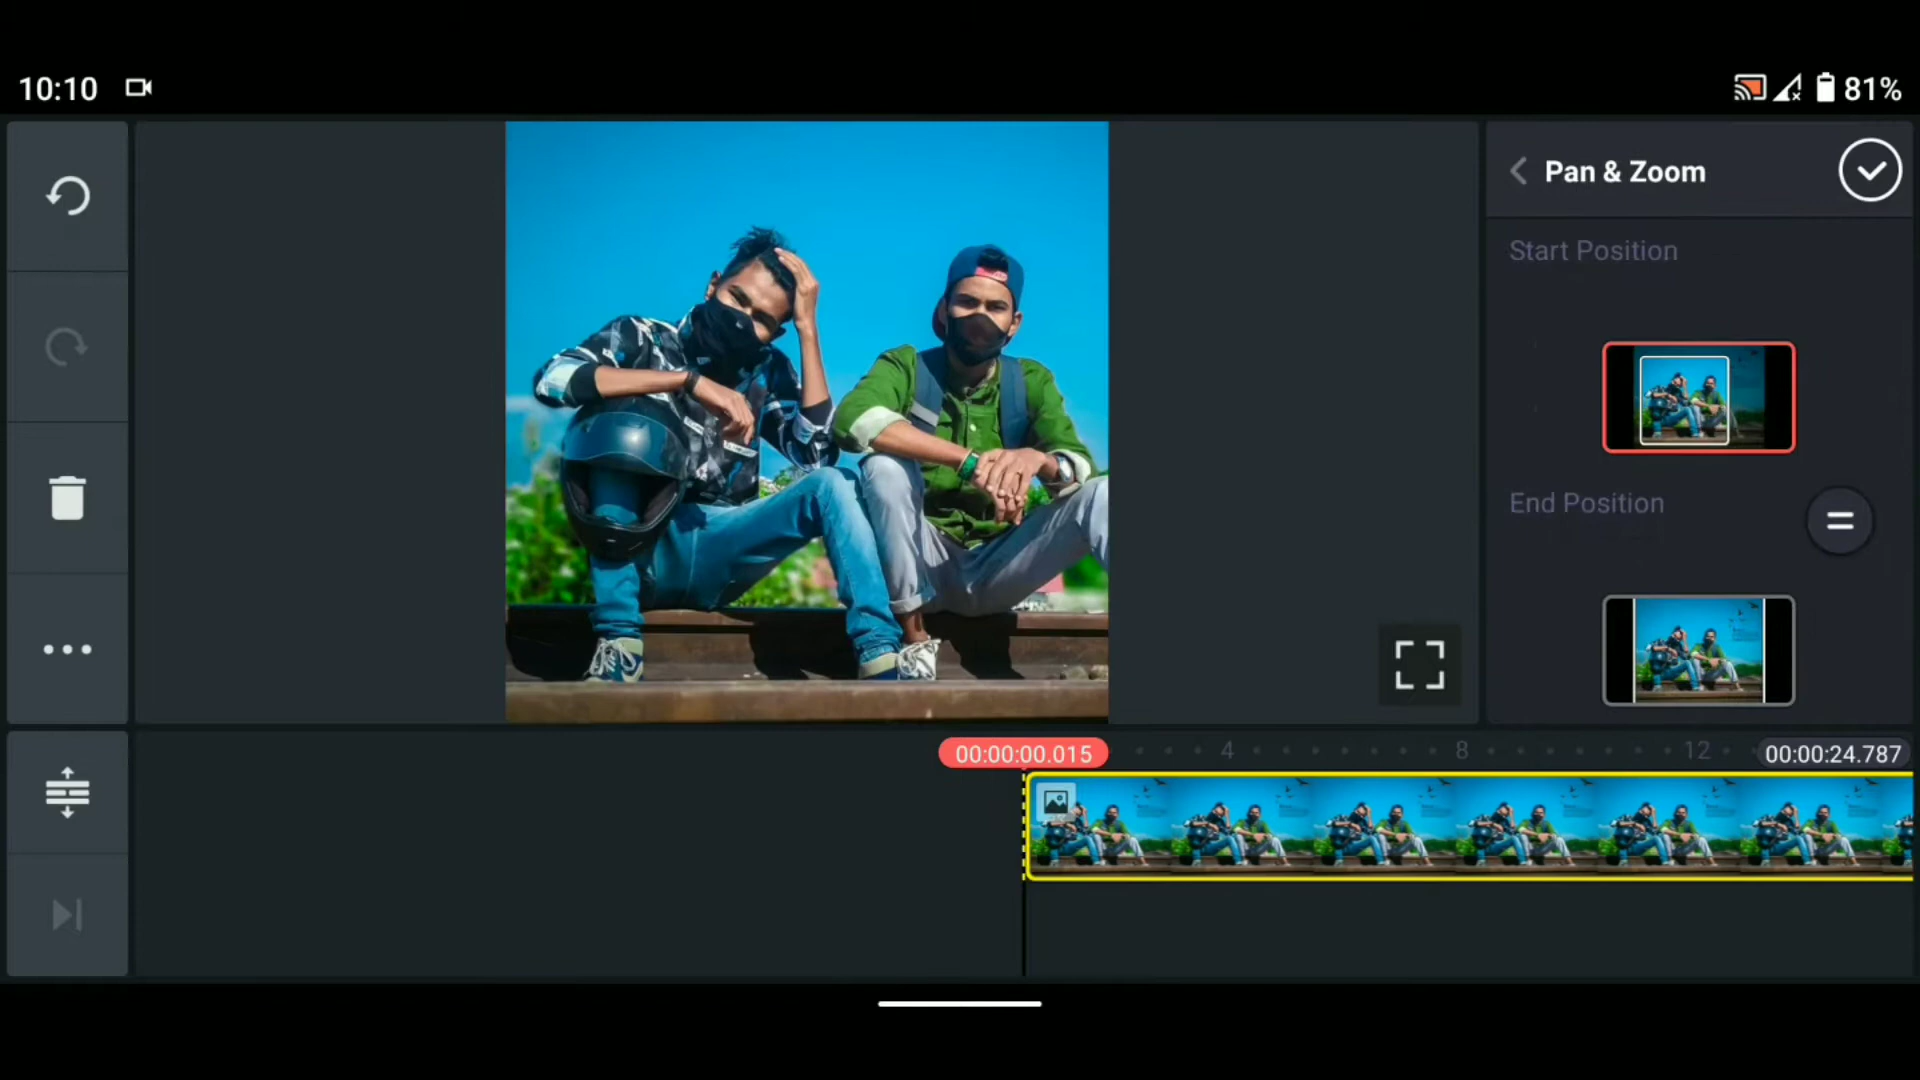 10:10
81%
Pan & Zoom
Start Position
End Position
00:00:00.015
4
8
12
00:00:24.787